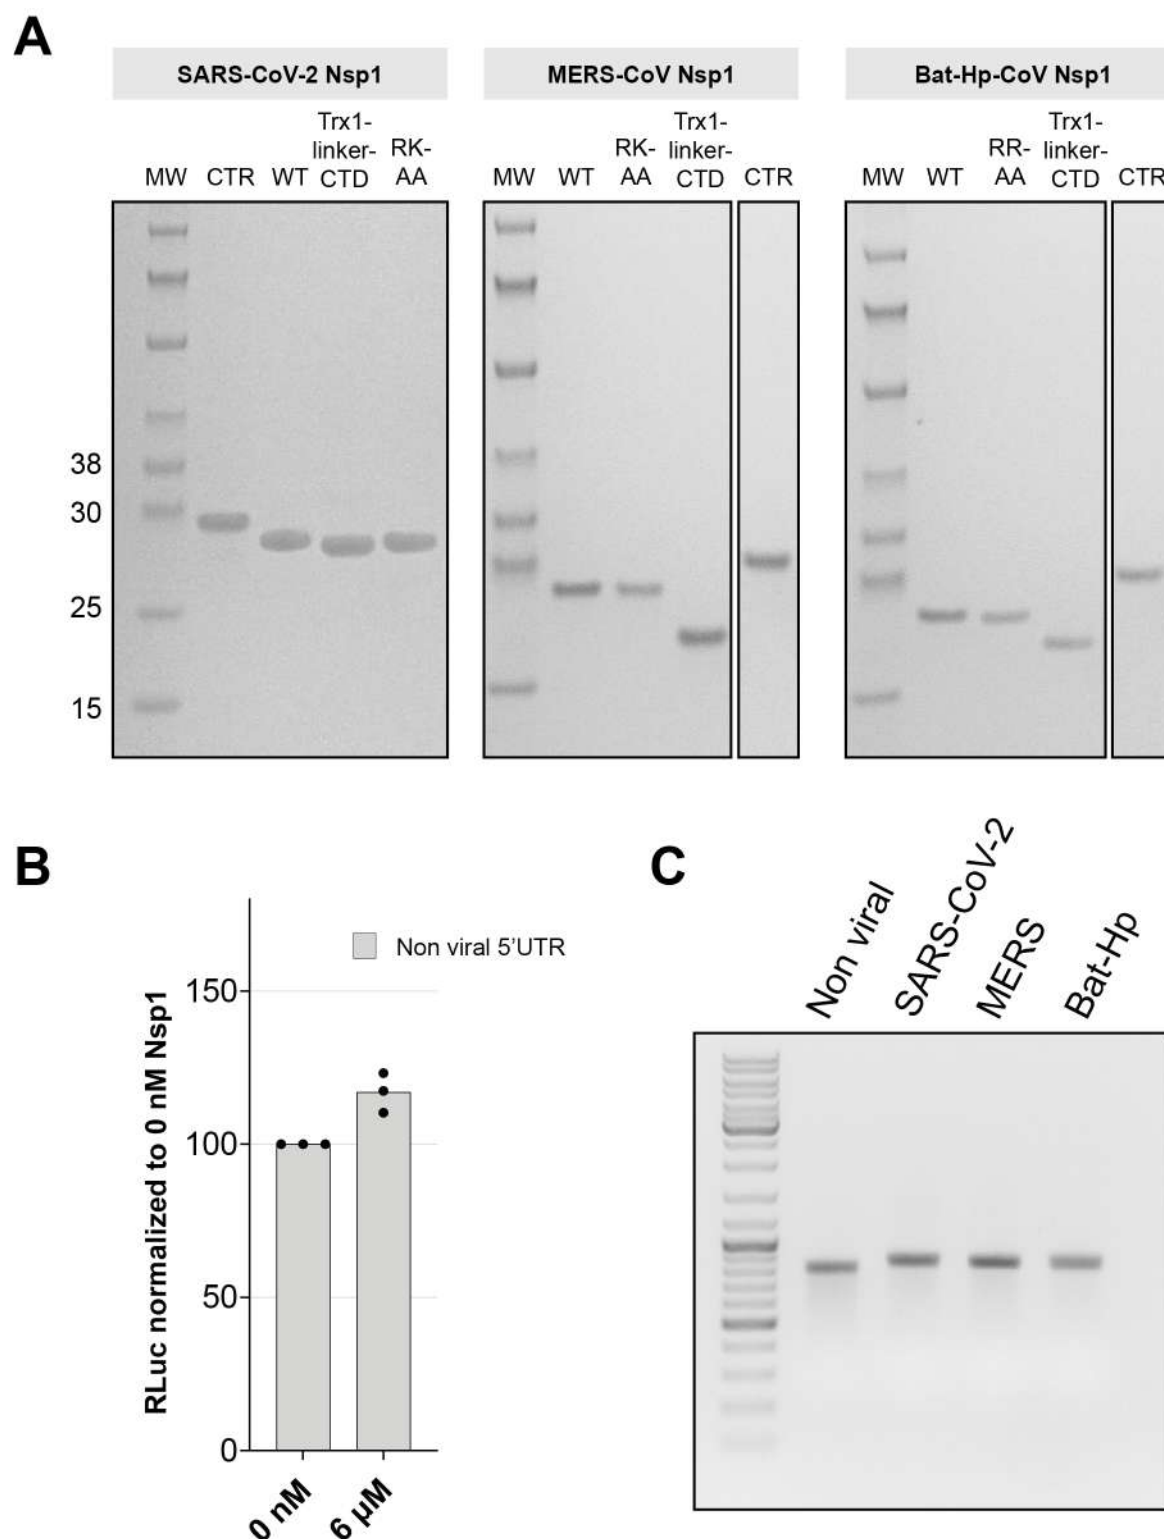 A
SARS-CoV-2 Nsp1
MERS-CoV Nsp1
Bat-Hp-CoV Nsp1
MW
CTR
WT
Trx1-
linker-
CTD
RK-
AA
MW
WT
RK-
AA
Trx1-
linker-
CTD
CTR
MW
WT
RR-
AA
Trx1-
linker-
CTD
CTR
38
30
25
15
B
Non viral 5'UTR
RLuc normalized to 0 nM Nsp1
150
100
50
0
0 nM
6 µM
C
Non viral
SARS-CoV-2
MERS
Bat-Hp